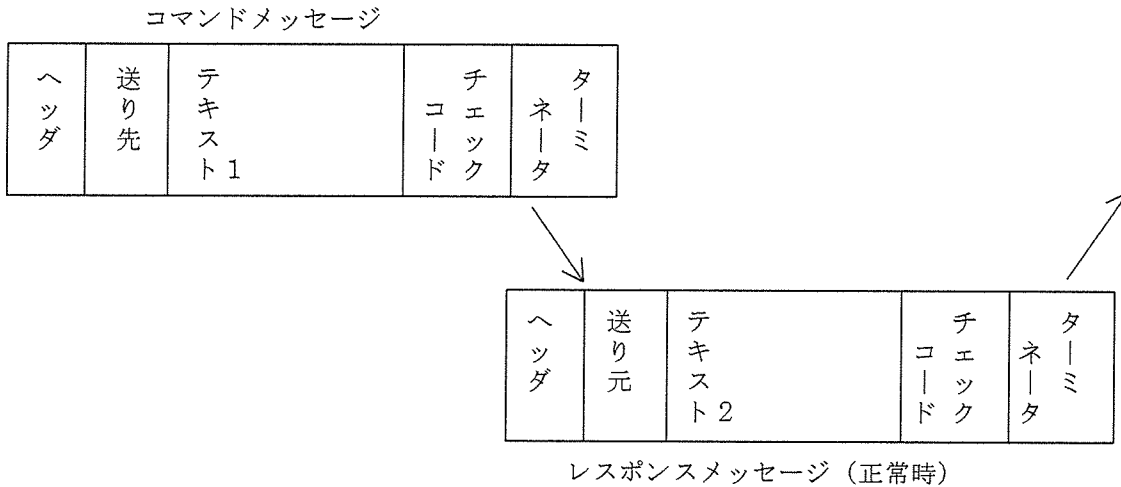 コマンドメッセージ
ヘッダ
送り先
テキスト1
チェック
コード
ターミ
ネータ
ヘッダ
送り元
テキスト2
チェック
コード
ターミ
ネータ
レスポンスメッセージ（正常時）